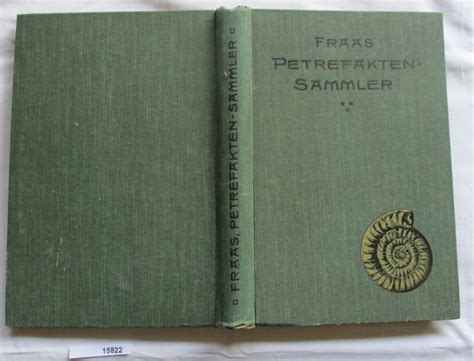 FRAAS
PETREFAKTEN-
SAMMLER
FRAAS, PETREFAKTEN-SAMMLER
15822